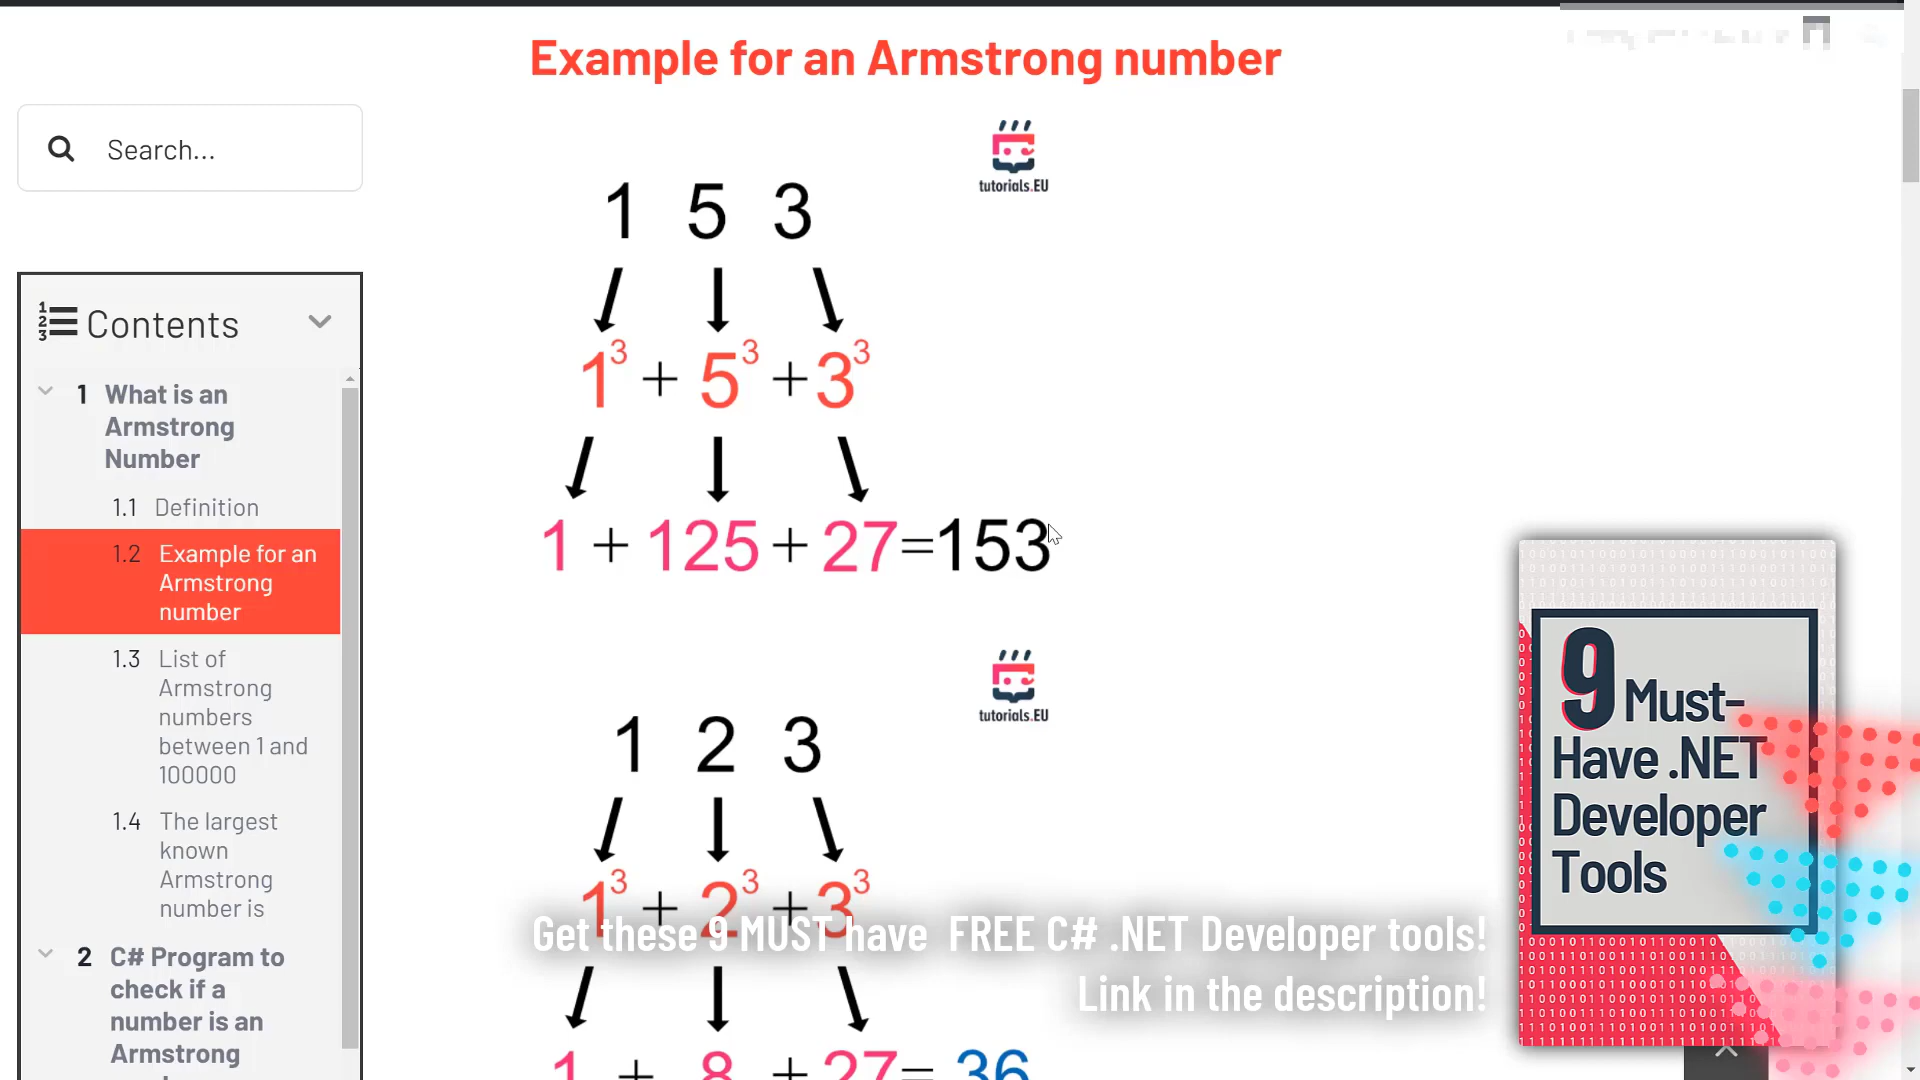 Example for an Armstrong number
Search...
tutorials.EU
1 5 3
1³ + 5³ + 3³
1 + 125 + 27 = 153
Contents
1 What is an
Armstrong
Number
1.1 Definition
1.2 Example for an
Armstrong
number
1.3 List of
Armstrong
numbers
between 1 and
100000
1.4 The largest
known
Armstrong
number is
2 C# Program to
check if a
number is an
Armstrong
tutorials.EU
1 2 3
1³ + 2³ + 3³
1 + 8 + 27 = 36
9 Must-
Have .NET
Developer
Tools
Get these 9 MUST have FREE C# .NET Developer tools!
Link in the description!